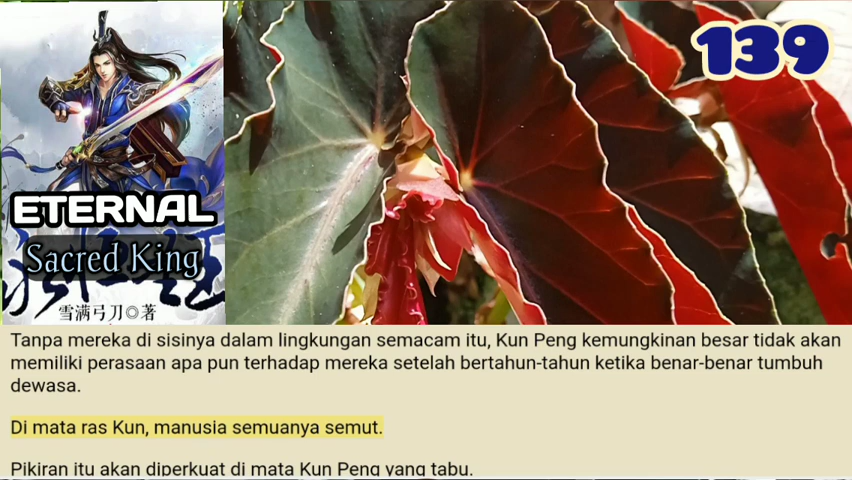 139
ETERNAL
Sacred King
雪满弓刀◎著
Tanpa mereka di sisinya dalam lingkungan semacam itu, Kun Peng kemungkinan besar tidak akan
memiliki perasaan apa pun terhadap mereka setelah bertahun-tahun ketika benar-benar tumbuh
dewasa.
Di mata ras Kun, manusia semuanya semut.
Pikiran itu akan diperkuat di mata Kun Peng yang tabu.